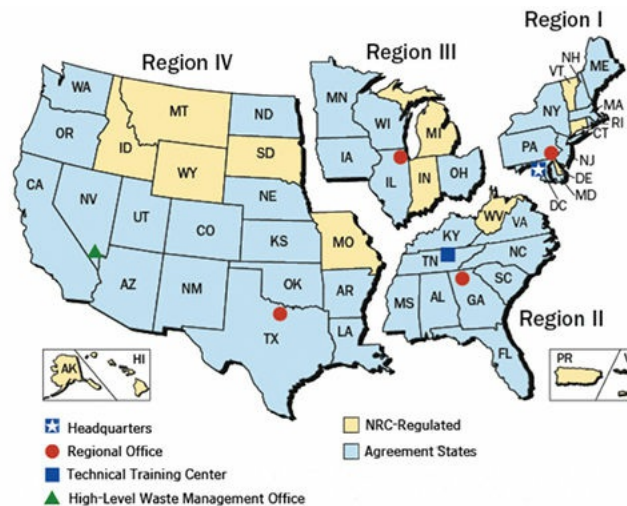 Region I
Region III
Region IV
NH
VT
ME
WA
MT
ND
MN
NY
MA
RI
CT
OR
ID
SD
WI
MI
PA
NJ
WY
IA
DE
CA
NV
NE
IL
IN
OH
MD
DC
UT
CO
KS
MO
WV
VA
KY
AZ
NM
OK
AR
TN
NC
SC
TX
LA
MS
AL
GA
Region II
FL
AK
HI
PR
V
Headquarters
Regional Office
Technical Training Center
High-Level Waste Management Office
NRC-Regulated
Agreement States